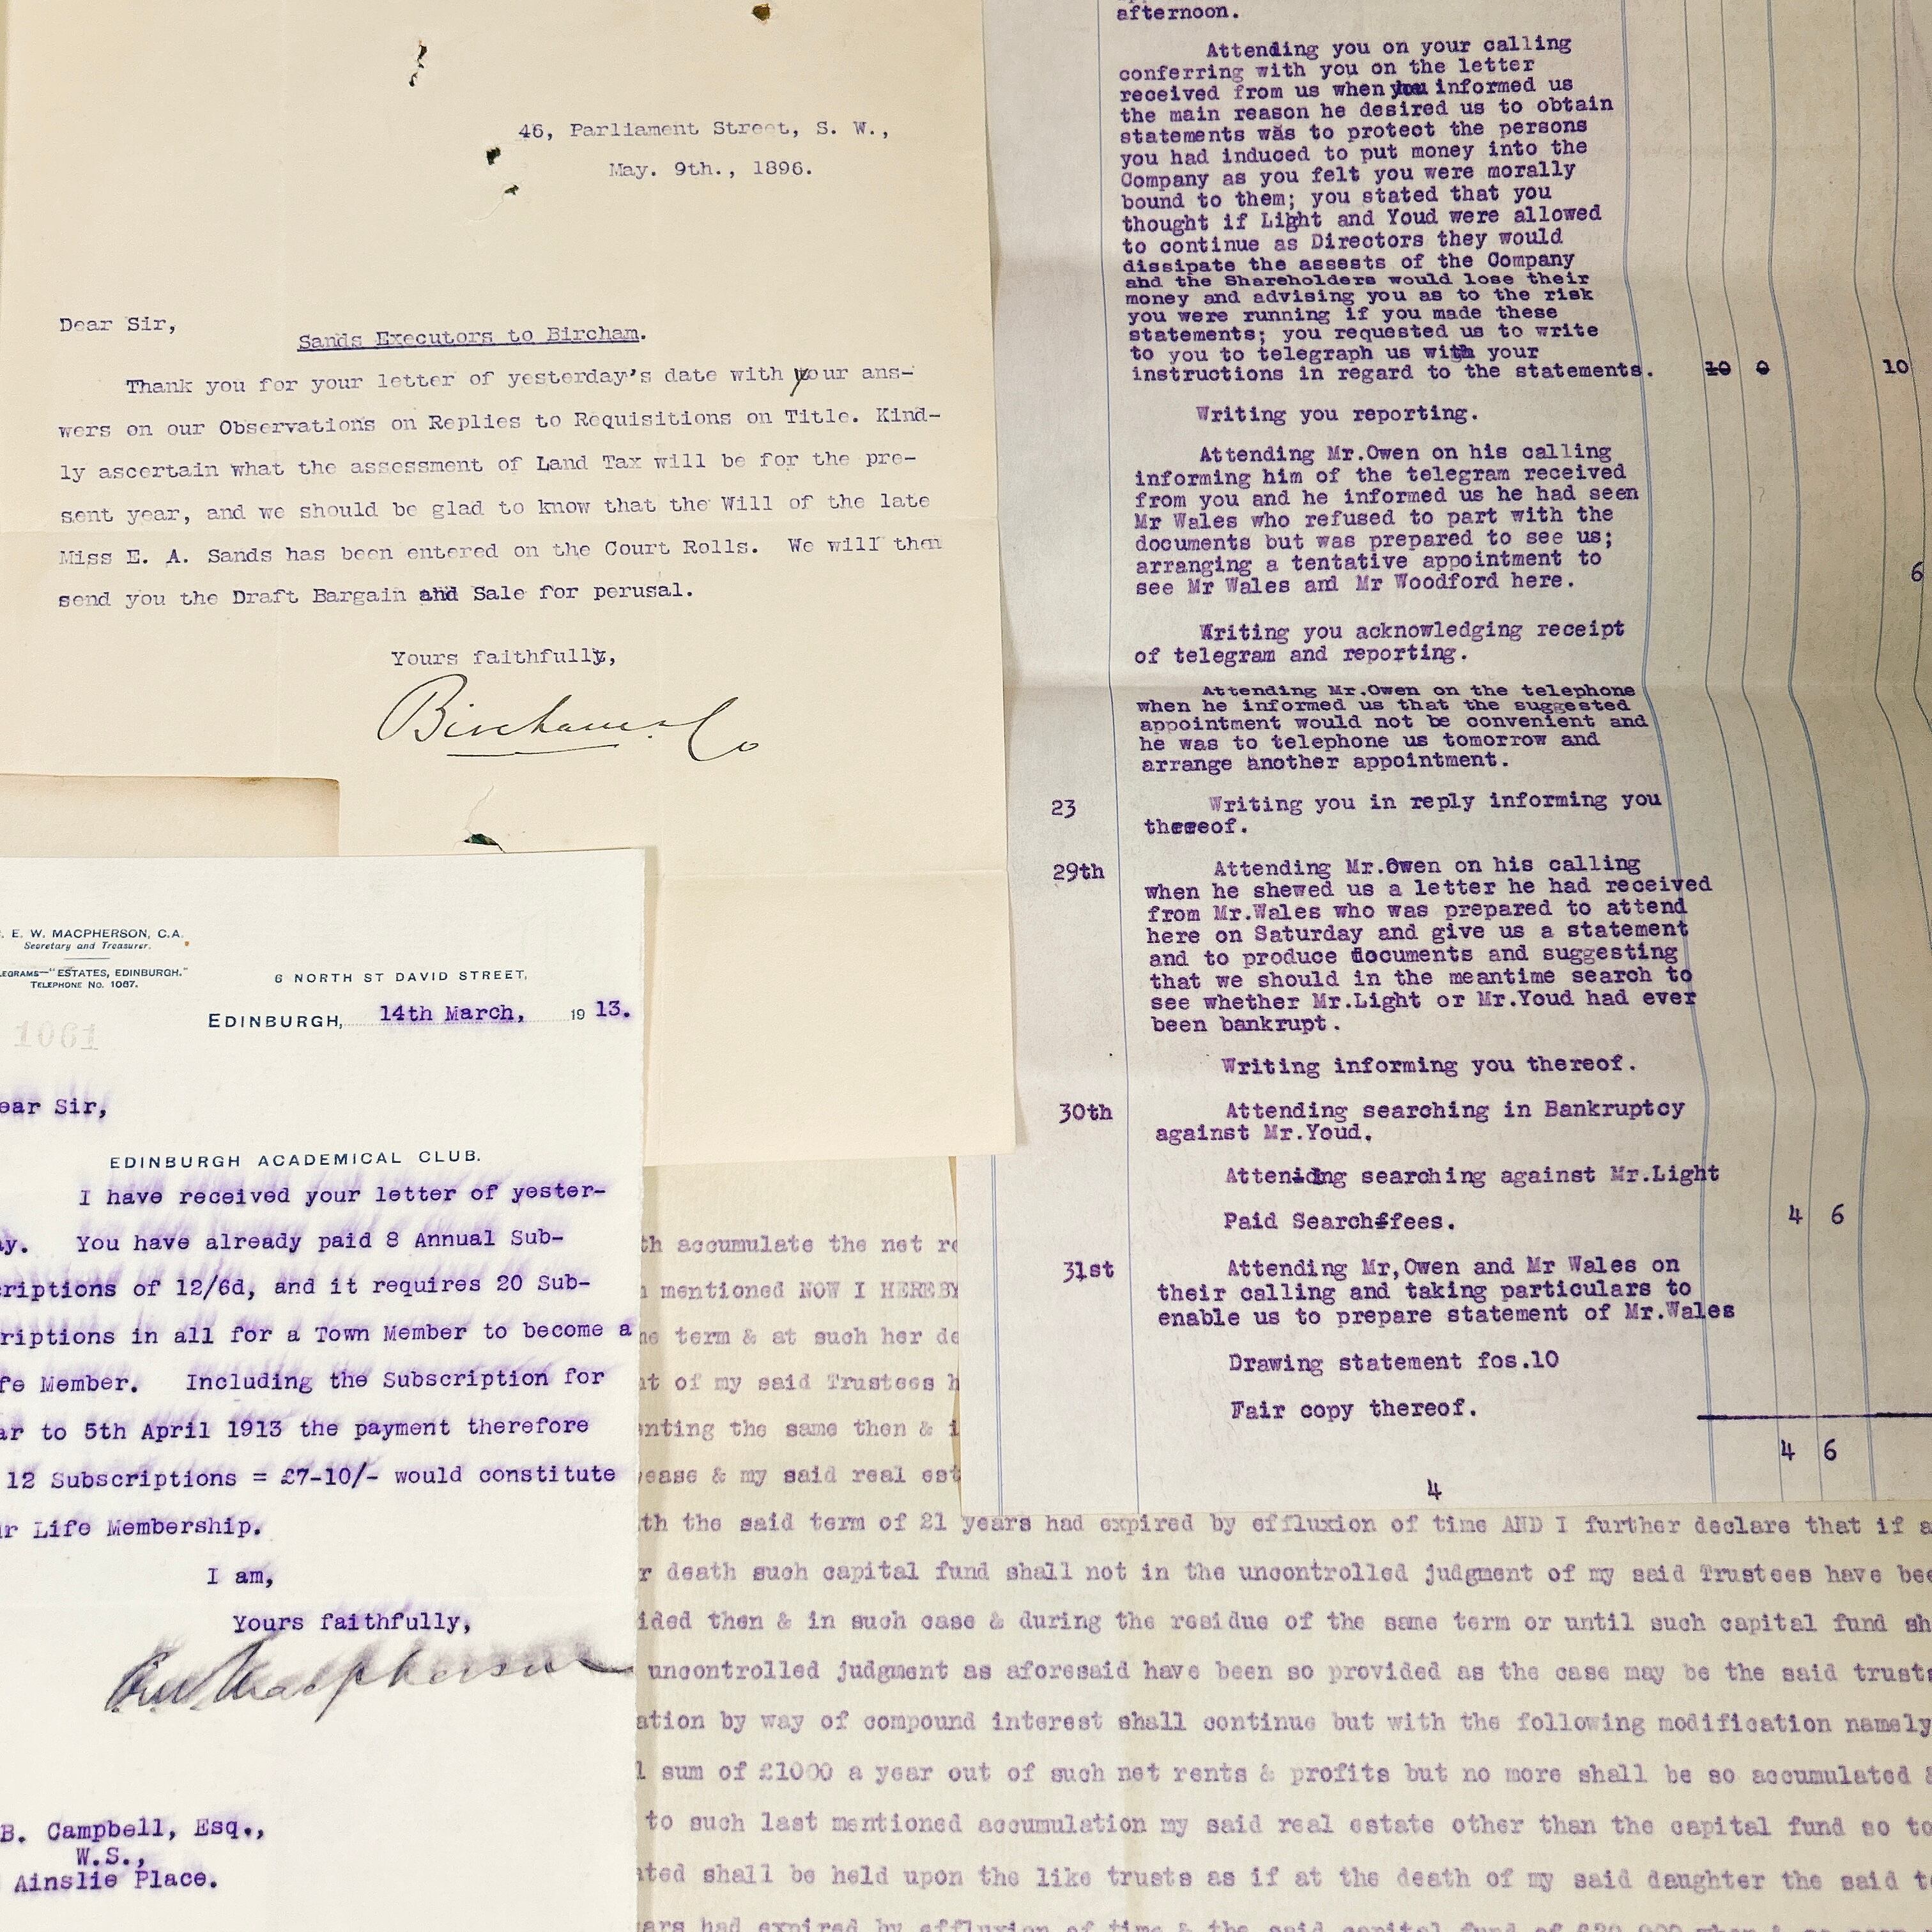 46, Parliament Street, S. W.,
May. 9th., 1896.
Dear Sir,
Sands Executors to Bircham.
Thank you for your letter of yesterday's date with your ans-
wers on our Observations on Replies to Requisitions on Title. Kind-
ly ascertain what the assessment of Land Tax will be for the pre-
sent year, and we should be glad to know that the Will of the late
Miss E. A. Sands has been entered on the Court Rolls. We will then
send you the Draft Bargain and Sale for perusal.
Yours faithfully,
Bircham & Co
afternoon.
Attending you on your calling
conferring with you on the letter
received from us when you informed us
the main reason he desired us to obtain
statements was to protect the persons
you had induced to put money into the
Company as you felt you were morally
bound to them; you stated that you
thought if Light and Youd were allowed
to continue as Directors they would
dissipate the assests of the Company
and the Shareholders would lose their
money and advising you as to the risk
you were running if you made these
statements; you requested us to write
to you to telegraph us with your
instructions in regard to the statements. 10 0 10
Writing you reporting.
Attending Mr.Owen on his calling
informing him of the telegram received
from you and he informed us he had seen
Mr Wales who refused to part with the
documents but was prepared to see us;
arranging a tentative appointment to 6
see Mr Wales and Mr Woodford here.
Writing you acknowledging receipt
of telegram and reporting.
Attending Mr.Owen on the telephone
when he informed us that the suggested
appointment would not be convenient and
he was to telephone us tomorrow and
arrange another appointment.
23 Writing you in reply informing you
thereof.
29th Attending Mr.Owen on his calling
when he shewed us a letter he had received
from Mr.Wales who was prepared to attend
here on Saturday and give us a statement
and to produce documents and suggesting
that we should in the meantime search to
see whether Mr.Light or Mr.Youd had ever
been bankrupt.
Writing informing you thereof.
30th Attending searching in Bankruptcy
against Mr.Youd.
Attending searching against Mr.Light
Paid Search fees. 4 6
31st Attending Mr,Owen and Mr Wales on
their calling and taking particulars to
enable us to prepare statement of Mr.Wales
Drawing statement fos.10
Fair copy thereof.
4 6
4
E. W. MACPHERSON, C.A.
Secretary and Treasurer.
EGRAMS—"ESTATES, EDINBURGH."
TELEPHONE No. 1067.
6 NORTH ST DAVID STREET,
EDINBURGH, 14th March, 19 13.
1061
ear Sir,
EDINBURGH ACADEMICAL CLUB.
I have received your letter of yester-
ay. You have already paid 8 Annual Sub-
criptions of 12/6d, and it requires 20 Sub-
riptions in all for a Town Member to become a
fe Member. Including the Subscription for
ar to 5th April 1913 the payment therefore
12 Subscriptions = £7-10/- would constitute
r Life Membership.
I am,
Yours faithfully,
E.W. Macpherson
B. Campbell, Esq.,
W.S.,
Ainslie Place.
th accumulate the net re
mentioned NOW I HEREBY
term & at such her de
t of my said Trustees h
nting the same then & i
ease & my said real est
th the said term of 21 years had expired by effluxion of time AND I further declare that if a
r death such capital fund shall not in the uncontrolled judgment of my said Trustees have bee
ided then & in such case & during the residue of the same term or until such capital fund sh
uncontrolled judgment as aforesaid have been so provided as the case may be the said trusts
ation by way of compound interest shall continue but with the following modification namely
l sum of £1000 a year out of such net rents & profits but no more shall be so accumulated &
to such last mentioned accumulation my said real estate other than the capital fund so to
ated shall be held upon the like trusts as if at the death of my said daughter the said te
ears had expired by effluxion of time & the said capital fund of £20,000